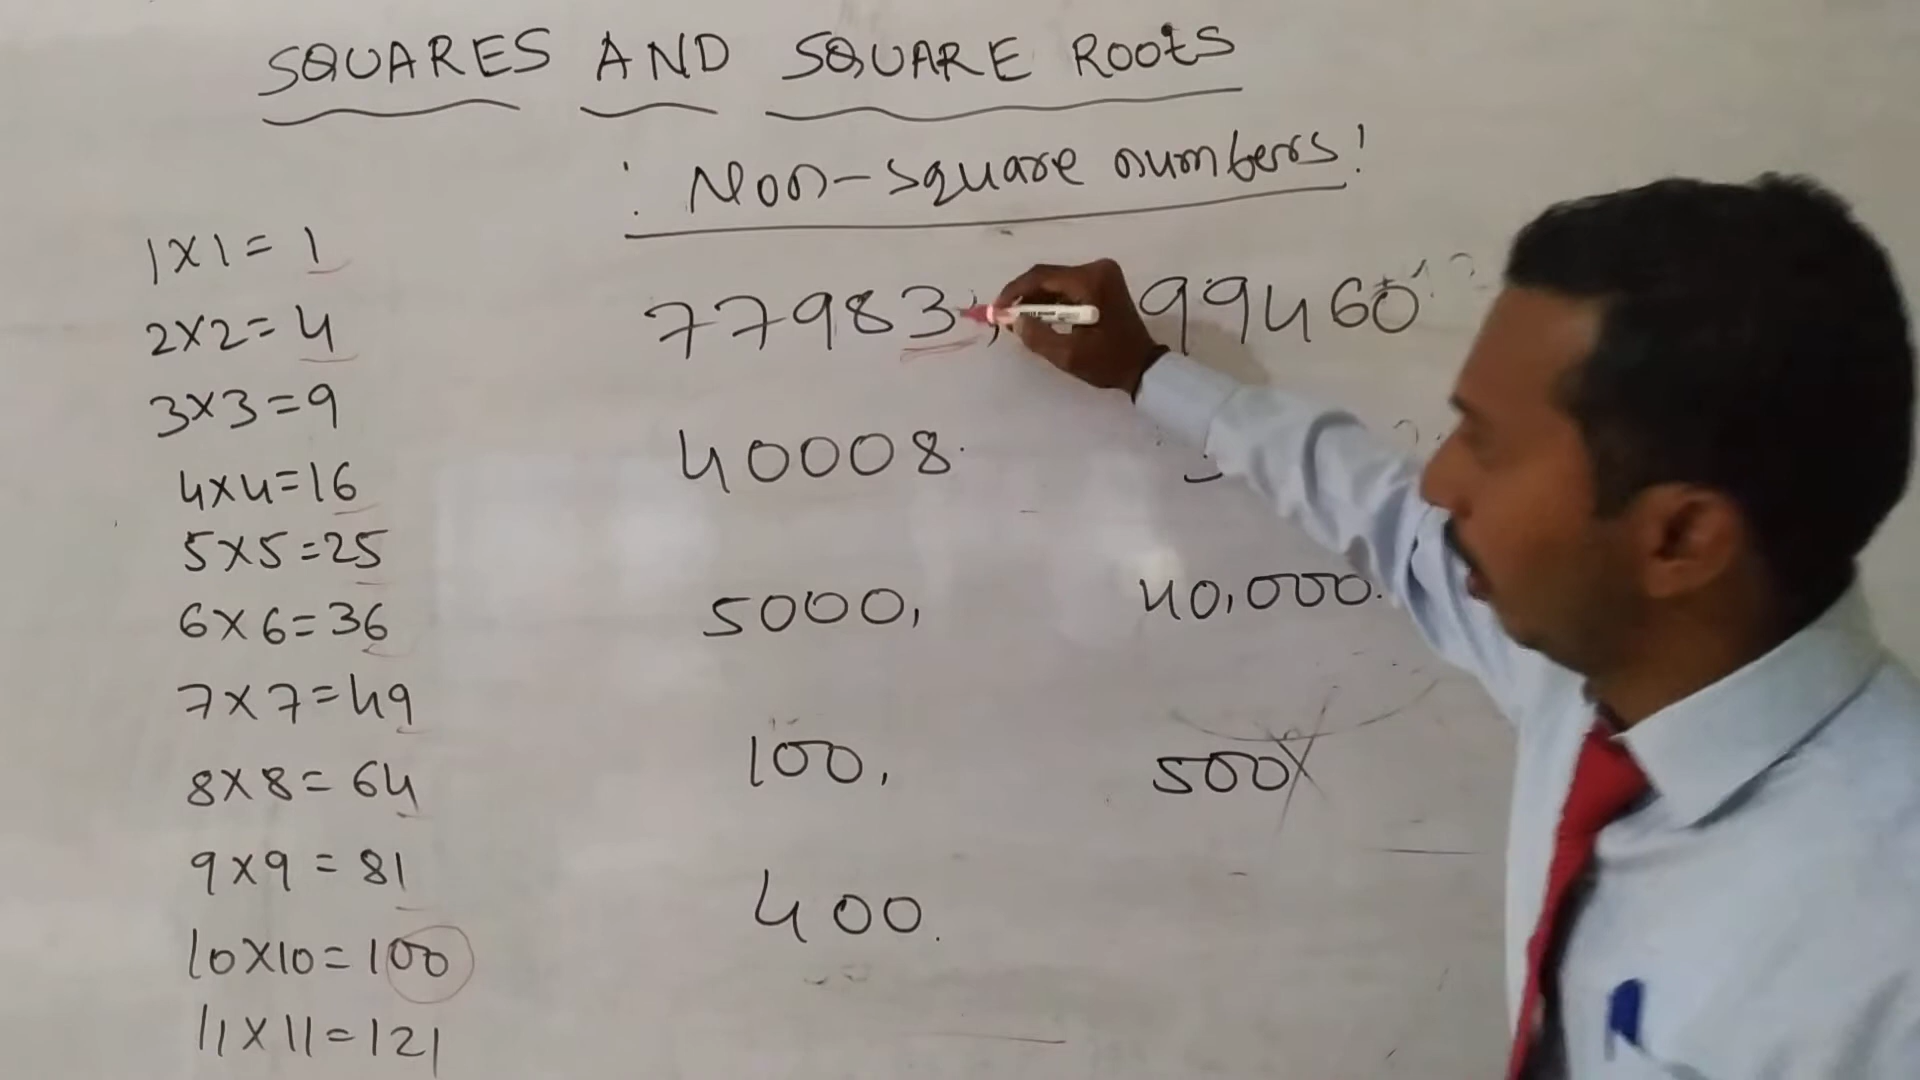 SQUARES AND SQUARE ROOTS
: Non-square numbers!
1X1= 1
2X2= 4
3X3=9
4X4=16
5X5=25
6X6=36
7X7=49
8X8= 64
9X9=81
10X10=100
11X11=121
77983, 99460
40008.
5000, 40,000.
100, 500X
400.